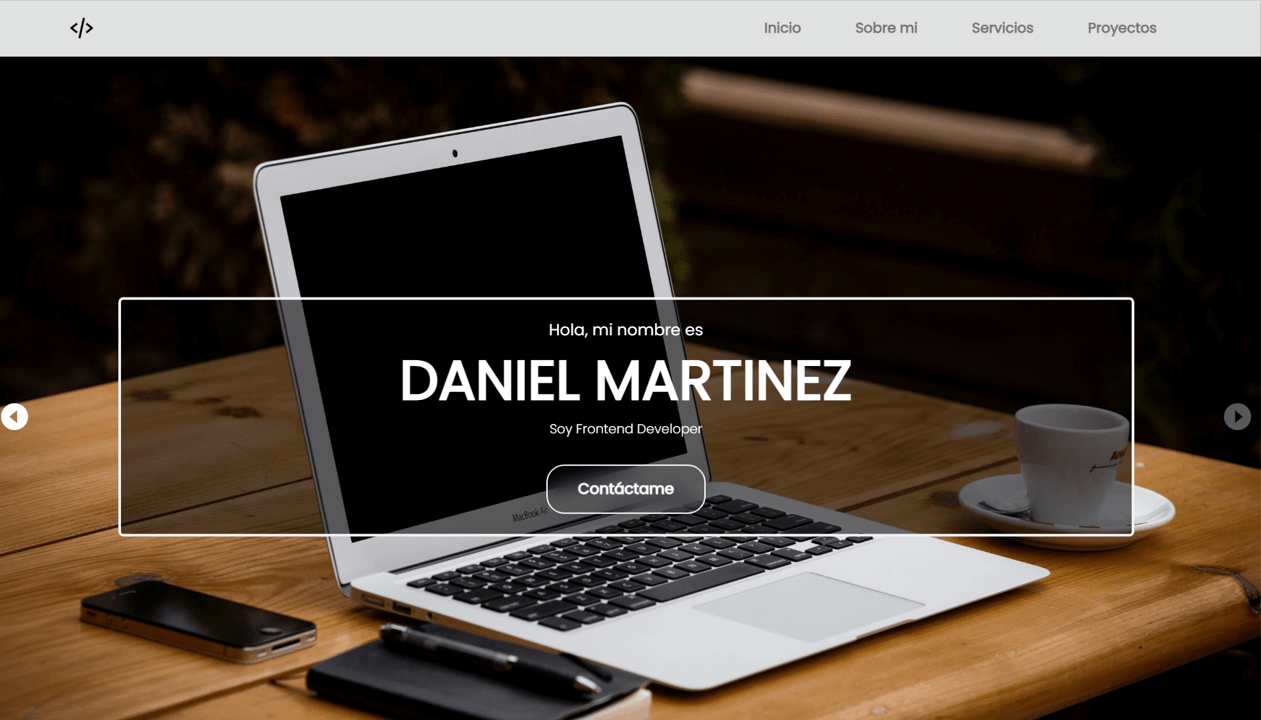 </>
Inicio Sobre mi Servicios Proyectos
Hola, mi nombre es
DANIEL MARTINEZ
Soy Frontend Developer
Contáctame
MacBook Air